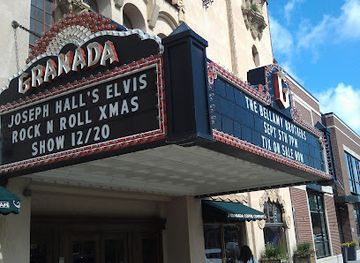 GRANADA
JOSEPH HALL'S ELVIS
ROCK N ROLL XMAS
SHOW 12/20
THE BELLAMY BROTHERS
SEPT 5TH 7PM
TIX ON SALE NOW